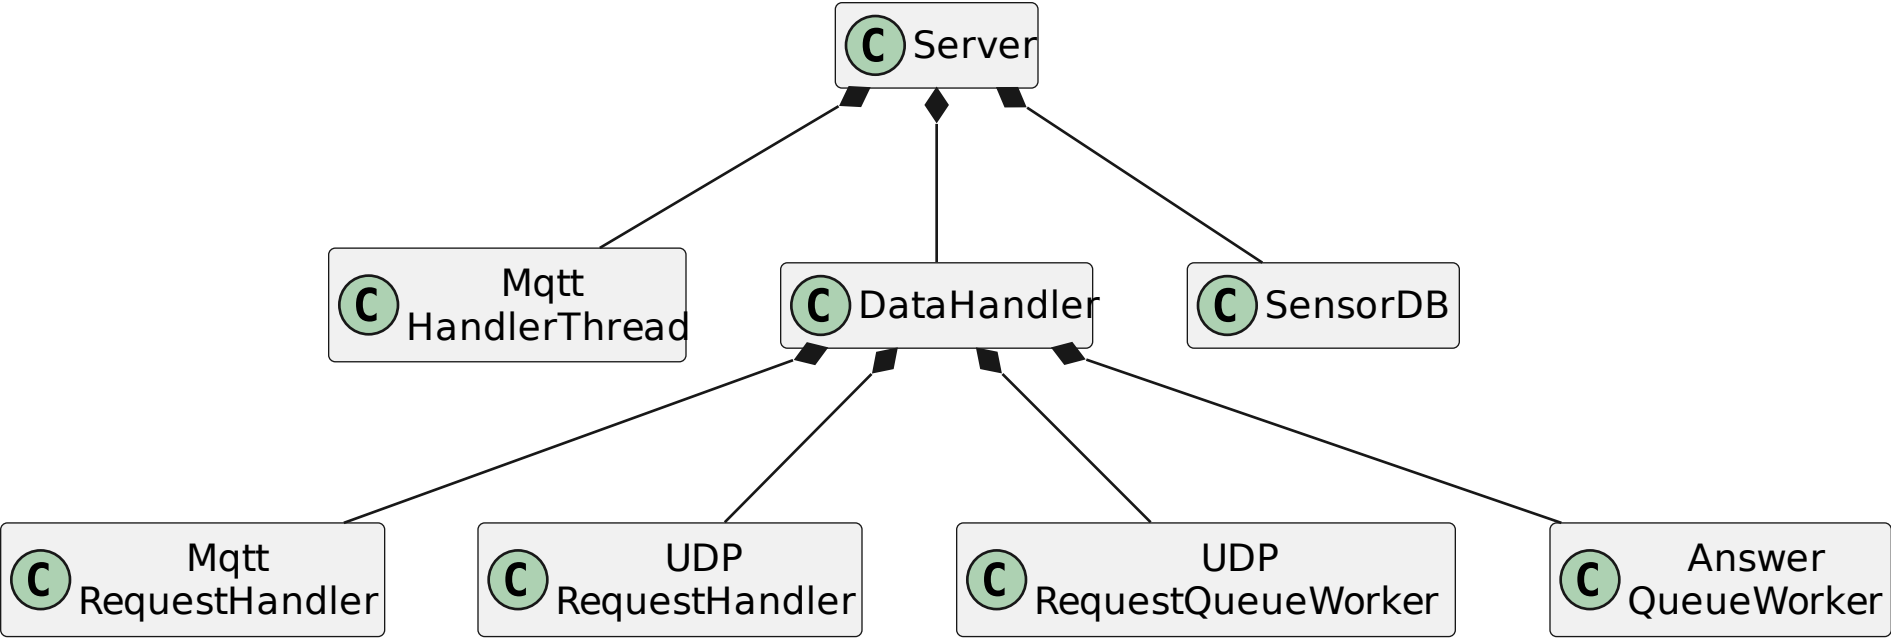 C Server
C Mqtt
HandlerThread
C DataHandler
C SensorDB
C Mqtt
RequestHandler
C UDP
RequestHandler
C UDP
RequestQueueWorker
C Answer
QueueWorker